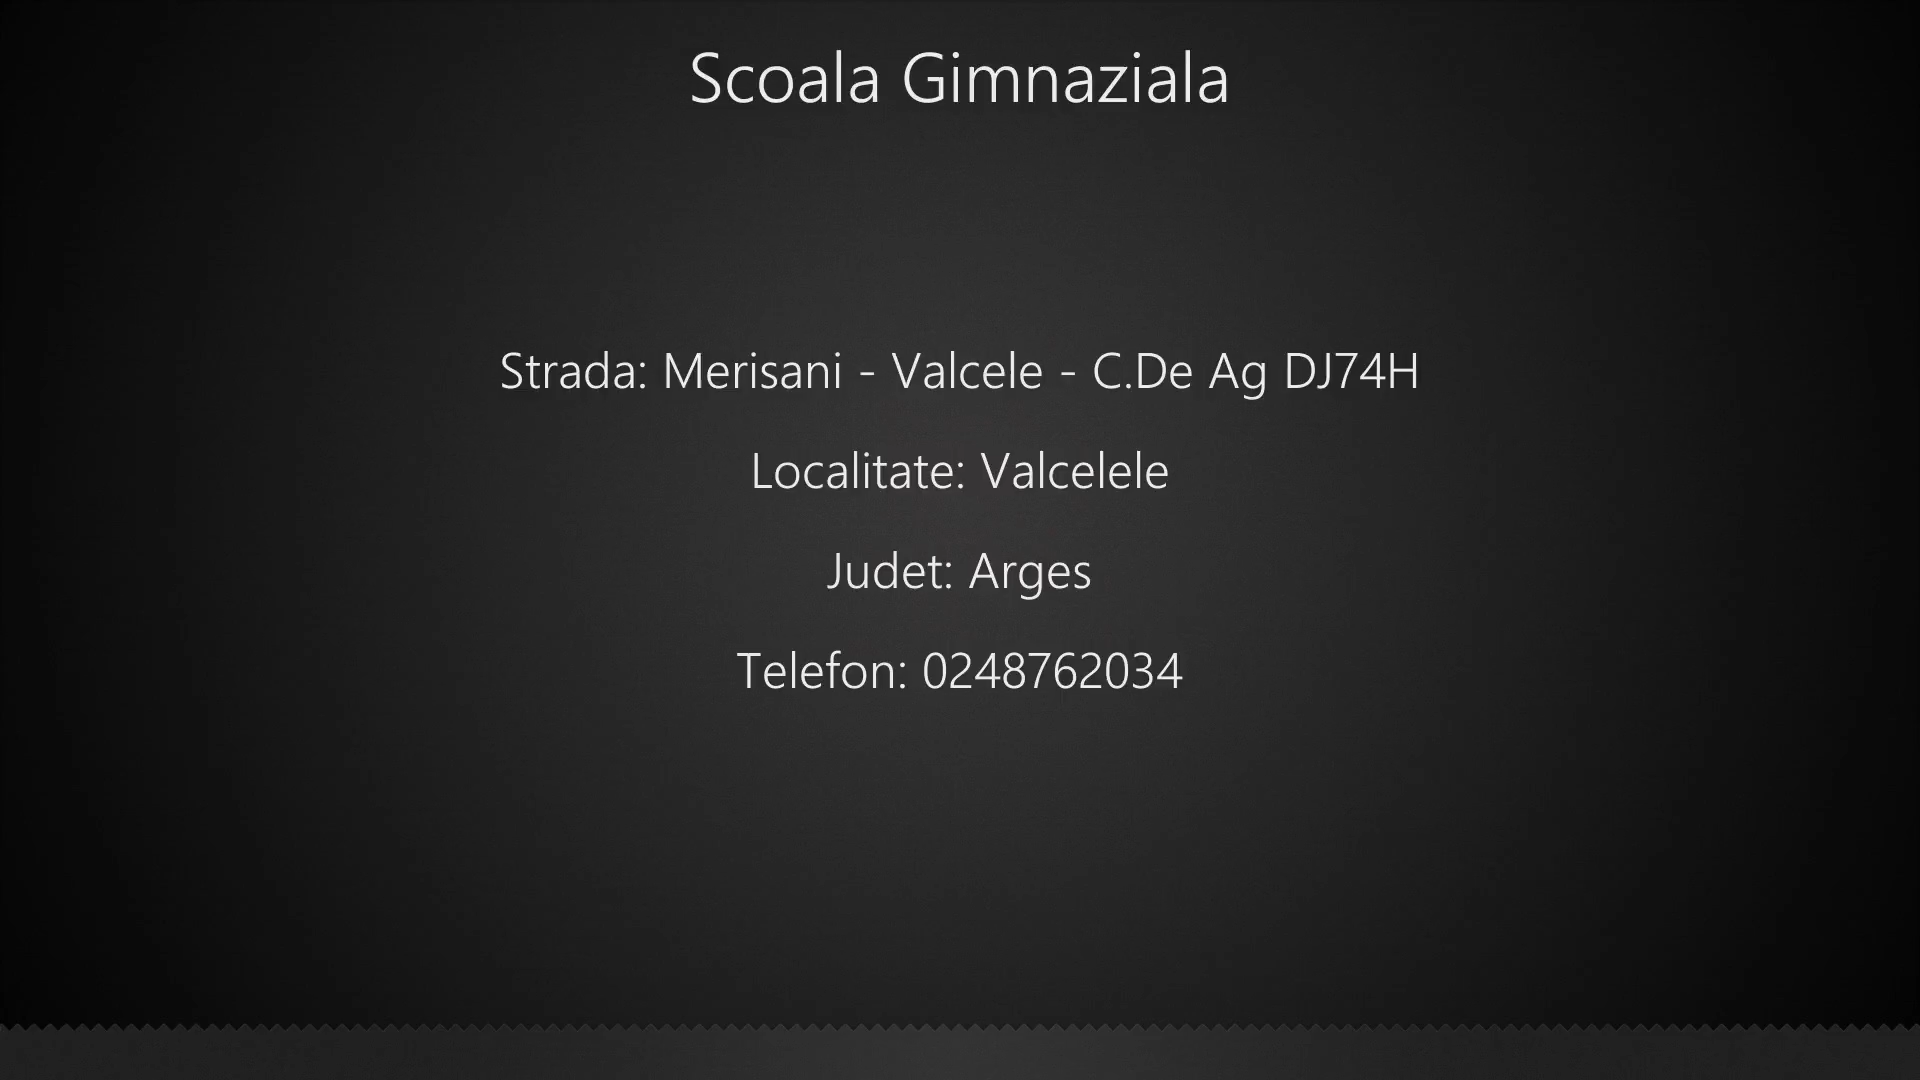 Scoala Gimnaziala
Strada: Merisani - Valcele - C.De Ag DJ74H
Localitate: Valcelele
Judet: Arges
Telefon: 0248762034